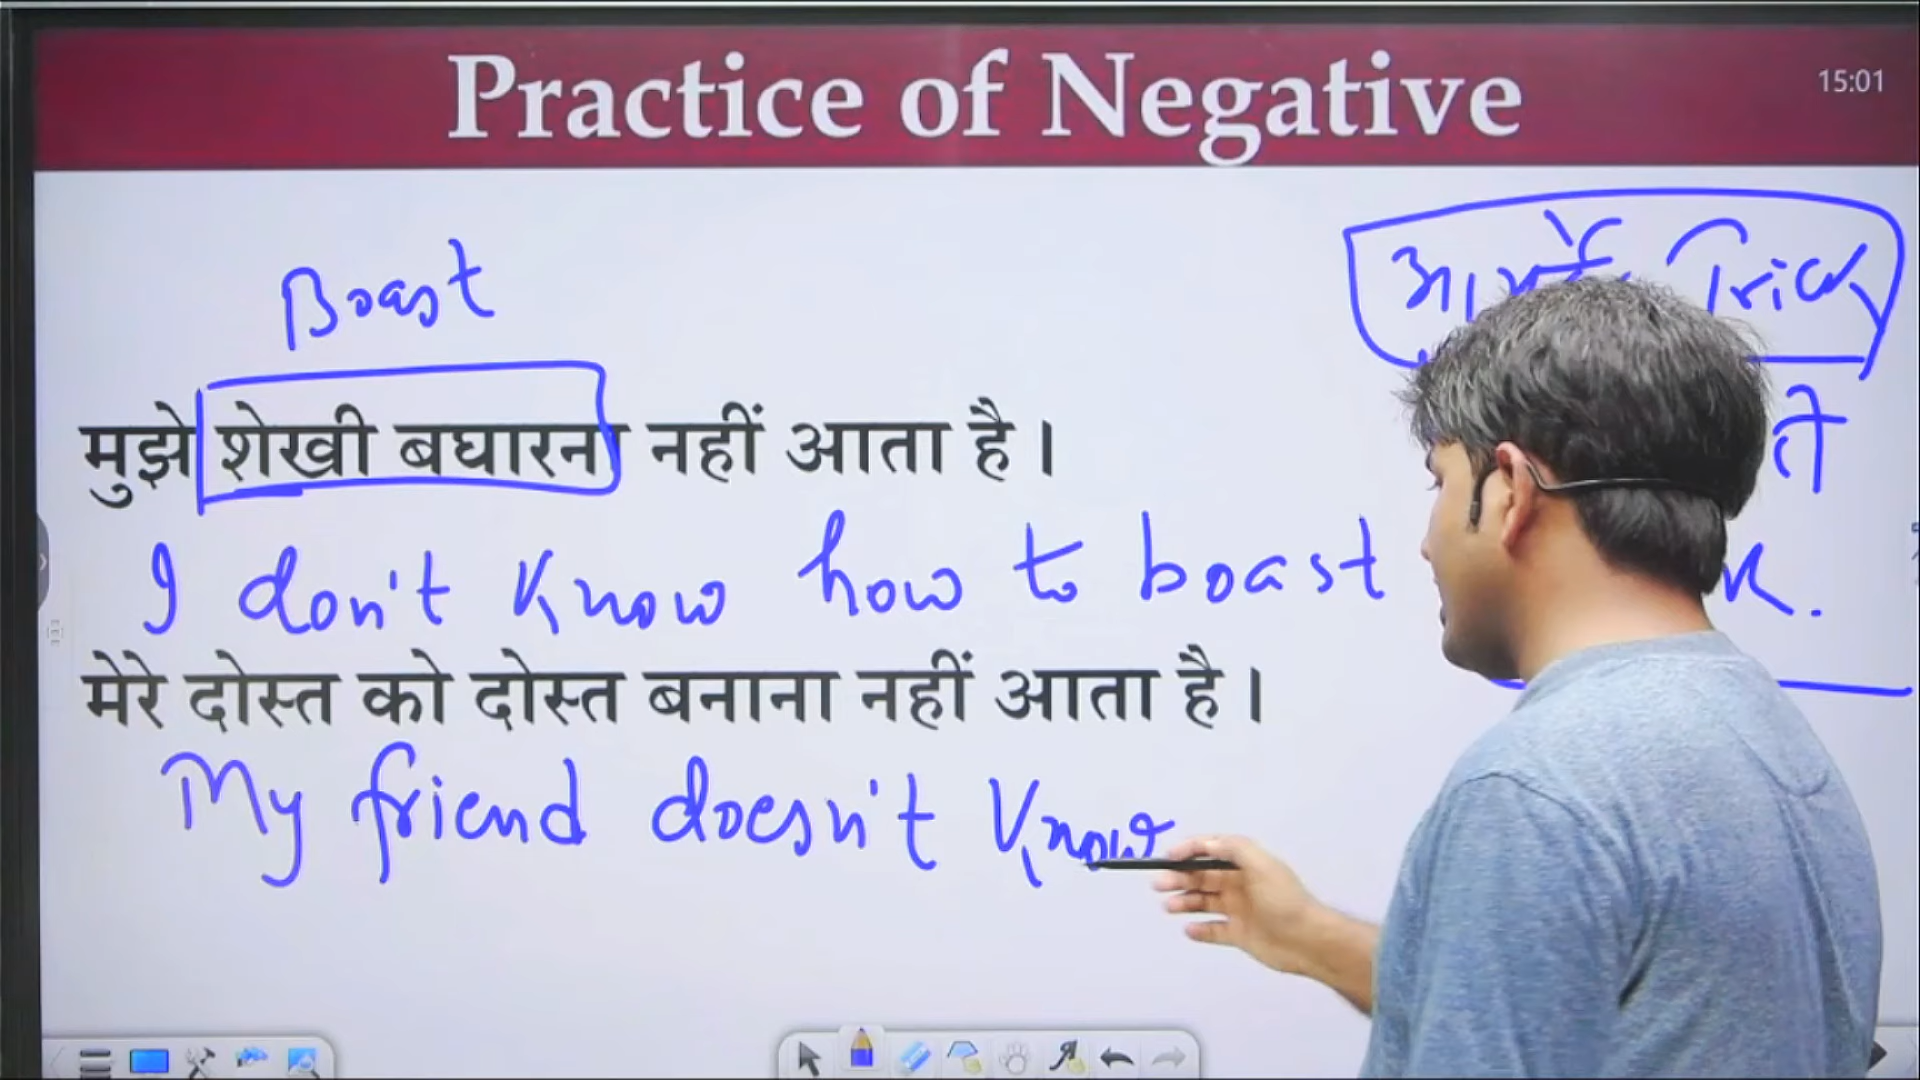 Practice of Negative
15:01
Trick
Boast
मुझे शेखी बघारना नहीं आता है।
I don't know how to boast
मेरे दोस्त को दोस्त बनाना नहीं आता है।
My friend doesn't know